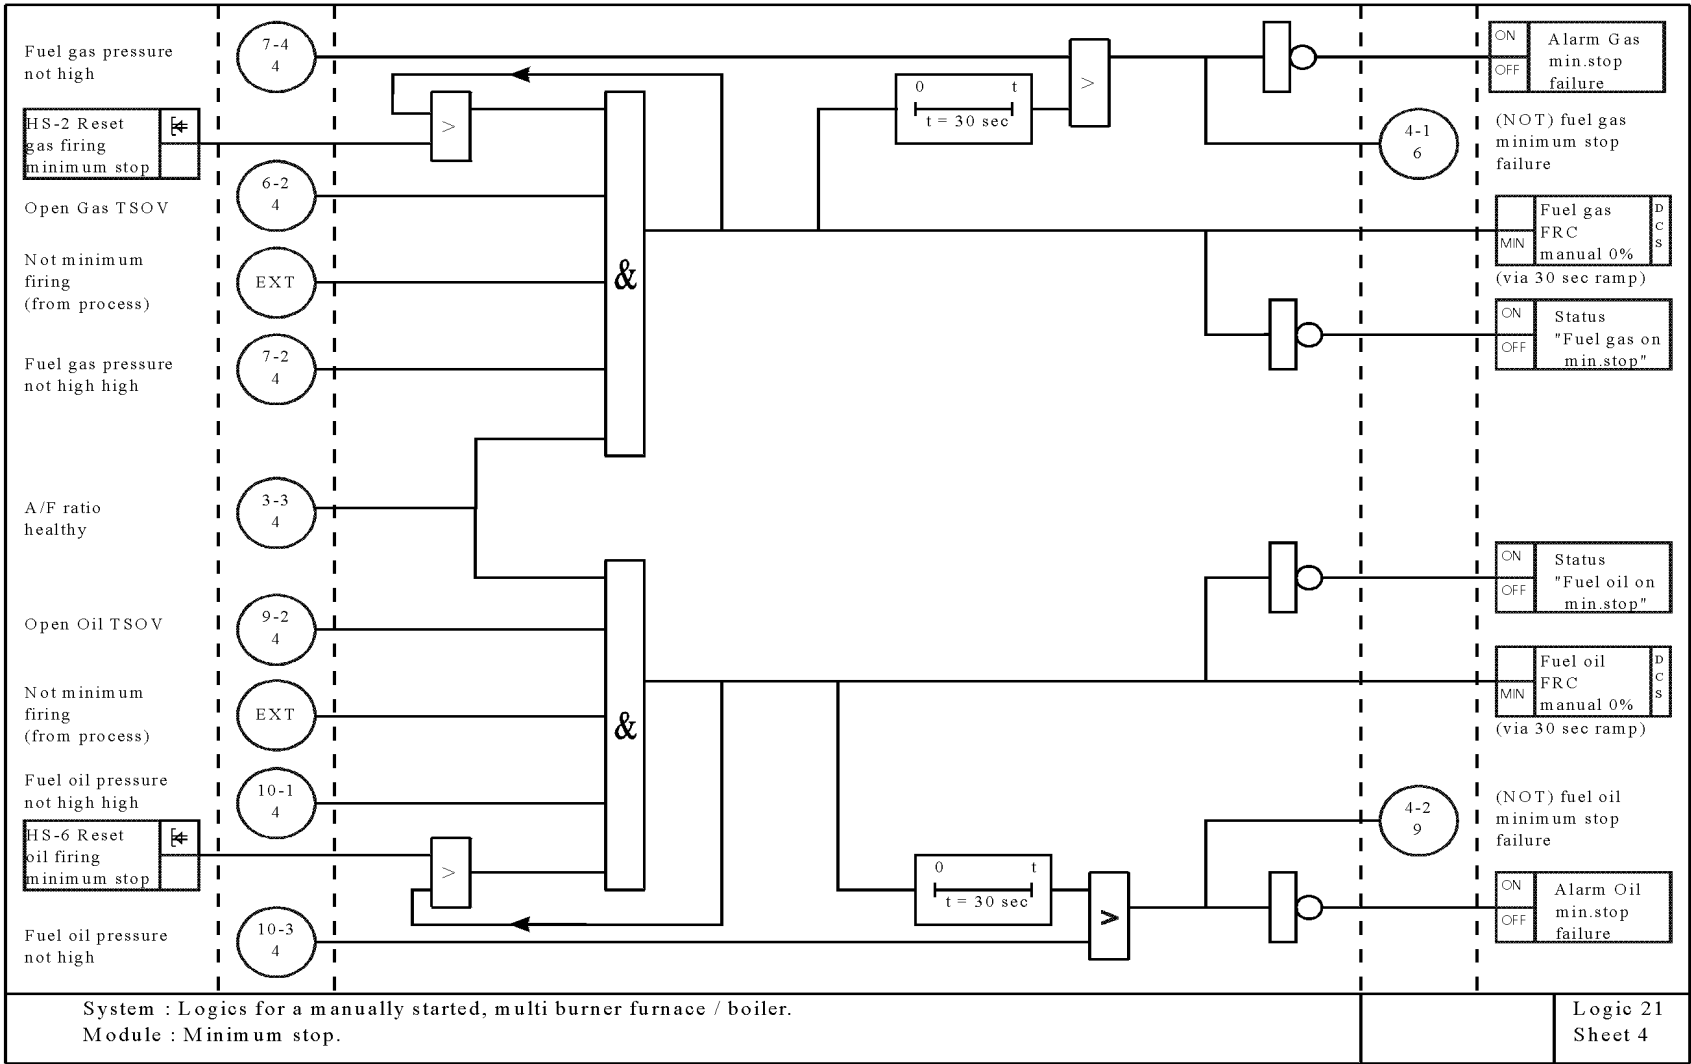 Fuel gas pressure
not high
7-4
4
HS-2 Reset
gas firing
minimum stop
>
Open Gas TSOV
6-2
4
Not minimum
firing
(from process)
EXT
Fuel gas pressure
not high high
7-2
4
&
0 t
t = 30 sec
>
ON
OFF
Alarm Gas
min.stop
failure
4-1
6
(NOT) fuel gas
minimum stop
failure
MIN
Fuel gas
FRC
manual 0%
DCS
(via 30 sec ramp)
ON
OFF
Status
"Fuel gas on
min.stop"
A/F ratio
healthy
3-3
4
Open Oil TSOV
9-2
4
Not minimum
firing
(from process)
EXT
Fuel oil pressure
not high high
10-1
4
HS-6 Reset
oil firing
minimum stop
>
Fuel oil pressure
not high
10-3
4
&
0 t
t = 30 sec
>
ON
OFF
Status
"Fuel oil on
min.stop"
MIN
Fuel oil
FRC
manual 0%
DCS
(via 30 sec ramp)
4-2
9
(NOT) fuel oil
minimum stop
failure
ON
OFF
Alarm Oil
min.stop
failure
System : Logics for a manually started, multi burner furnace / boiler.
Module : Minimum stop.
Logic 21
Sheet 4